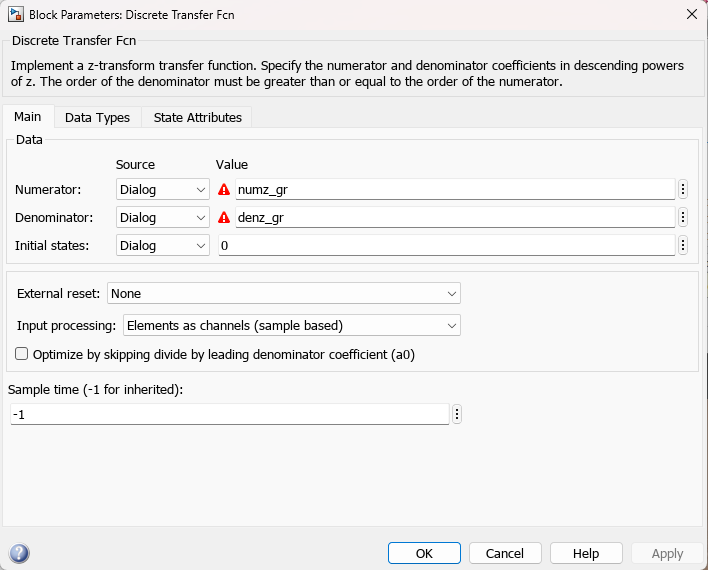 Block Parameters: Discrete Transfer Fcn
Discrete Transfer Fcn
Implement a z-transform transfer function. Specify the numerator and denominator coefficients in descending powers
of z. The order of the denominator must be greater than or equal to the order of the numerator.
Main Data Types State Attributes
Data
Source Value
Numerator: Dialog numz_gr
Denominator: Dialog denz_gr
Initial states: Dialog 0
External reset: None
Input processing: Elements as channels (sample based)
Optimize by skipping divide by leading denominator coefficient (a0)
Sample time (-1 for inherited):
-1
? OK Cancel Help Apply